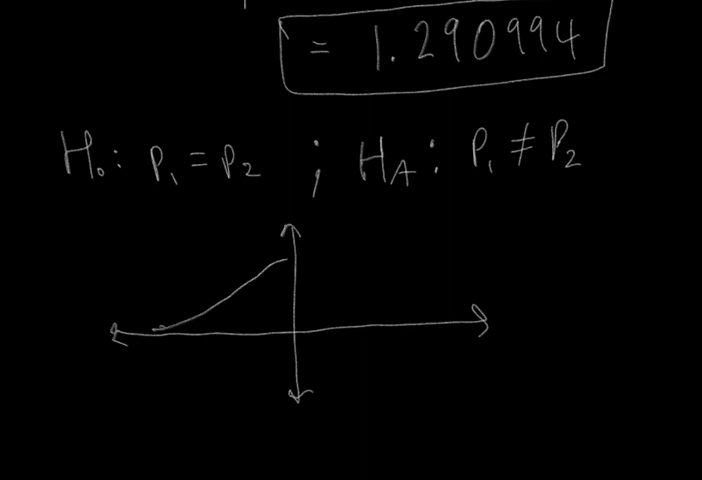 = 1.290994
H₀: P₁ = P₂ ; H_A: P₁ ≠ P₂